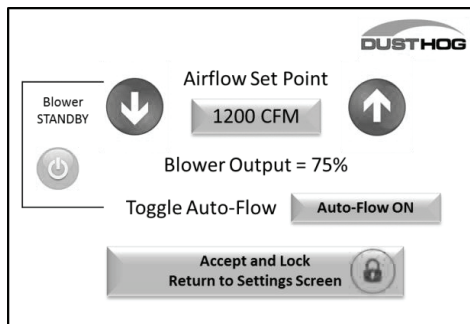 DUSTHOG
Airflow Set Point
Blower
STANDBY
1200 CFM
Blower Output = 75%
Toggle Auto-Flow
Auto-Flow ON
Accept and Lock
Return to Settings Screen